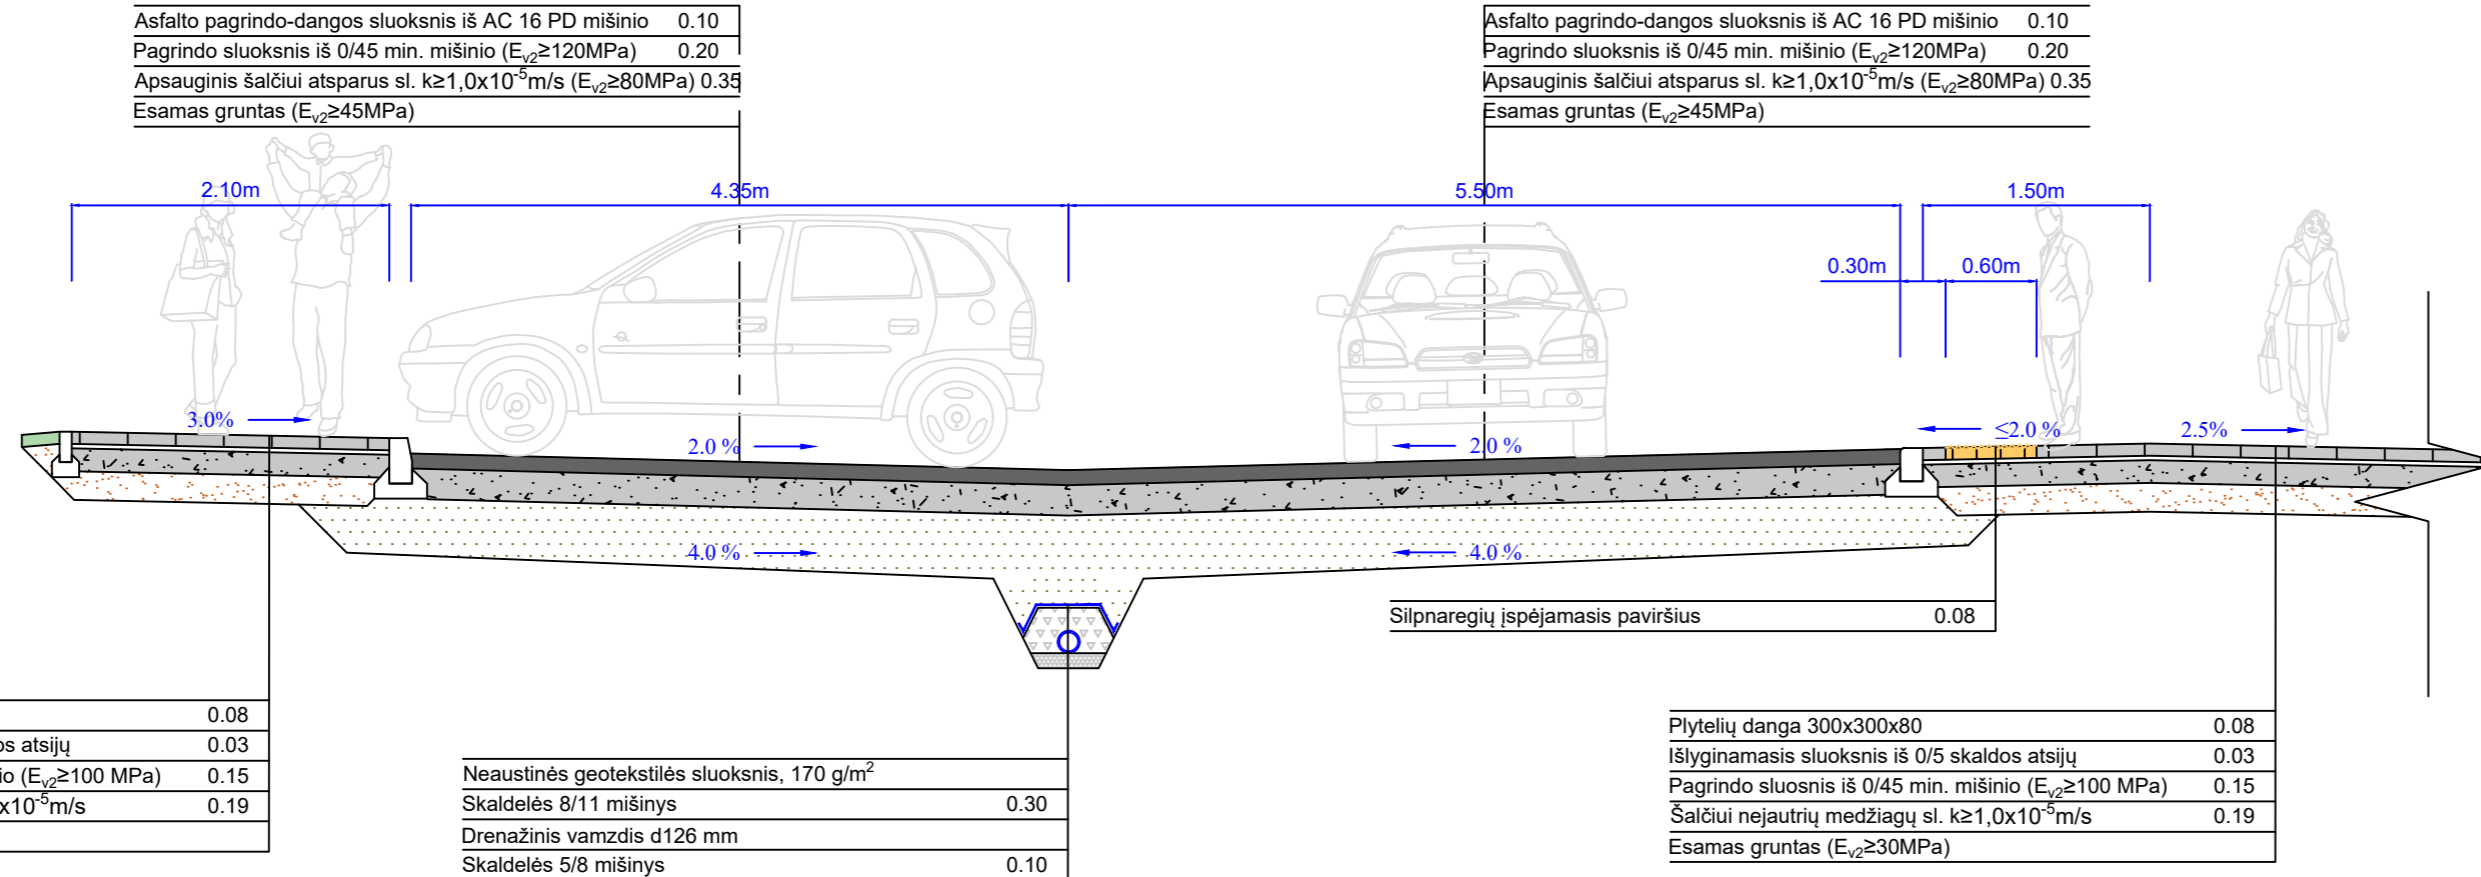 Asfalto pagrindo-dangos sluoksnis iš AC 16 PD mišinio 0.10
Pagrindo sluoksnis iš 0/45 min. mišinio (Ev2≥120MPa) 0.20
Apsauginis šalčiui atsparus sl. k≥1,0x10-5m/s (Ev2≥80MPa) 0.35
Esamas gruntas (Ev2≥45MPa)
Asfalto pagrindo-dangos sluoksnis iš AC 16 PD mišinio 0.10
Pagrindo sluoksnis iš 0/45 min. mišinio (Ev2≥120MPa) 0.20
Apsauginis šalčiui atsparus sl. k≥1,0x10-5m/s (Ev2≥80MPa) 0.35
Esamas gruntas (Ev2≥45MPa)
2.10m 4.35m 5.50m 1.50m
0.30m 0.60m
3.0% 2.0 % 2.0 % ≤2.0 % 2.5%
4.0 % 4.0 %
Silpnaregių įspėjamasis paviršius 0.08
0.08
os atsijų 0.03
io (Ev2≥100 MPa) 0.15
x10-5m/s 0.19
Neaustinės geotekstilės sluoksnis, 170 g/m2
Skaldelės 8/11 mišinys 0.30
Drenažinis vamzdis d126 mm
Skaldelės 5/8 mišinys 0.10
Plytelių danga 300x300x80 0.08
Išlyginamasis sluoksnis iš 0/5 skaldos atsijų 0.03
Pagrindo sluosnis iš 0/45 min. mišinio (Ev2≥100 MPa) 0.15
Šalčiui nejautrių medžiagų sl. k≥1,0x10-5m/s 0.19
Esamas gruntas (Ev2≥30MPa)